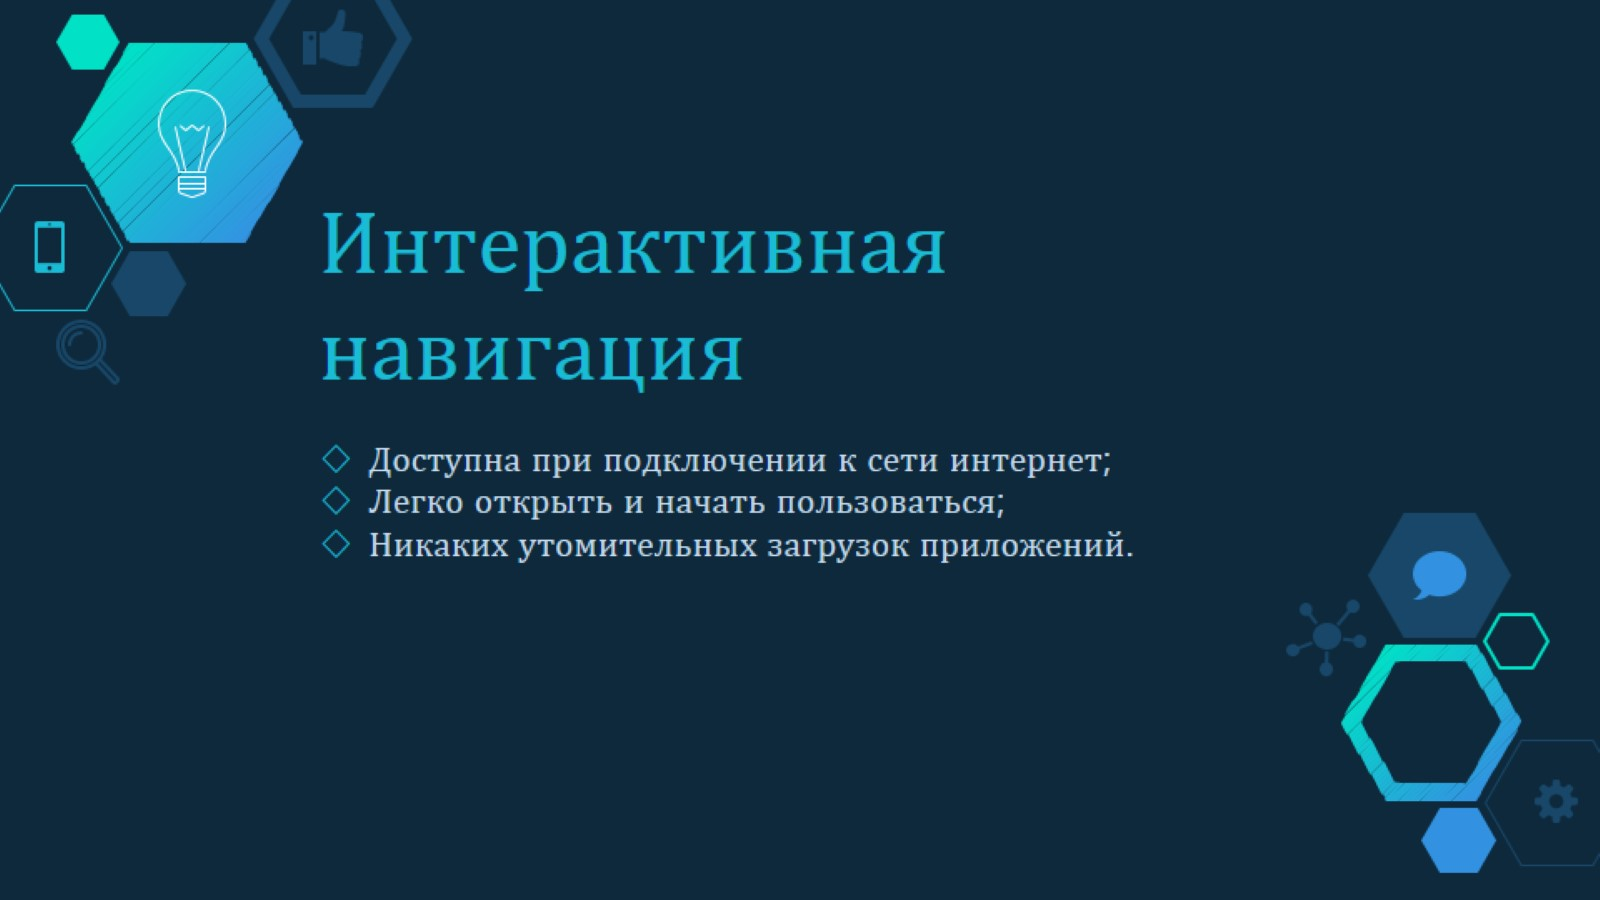 Интерактивная
навигация
Доступна при подключении к сети интернет;
Легко открыть и начать пользоваться;
Никаких утомительных загрузок приложений.